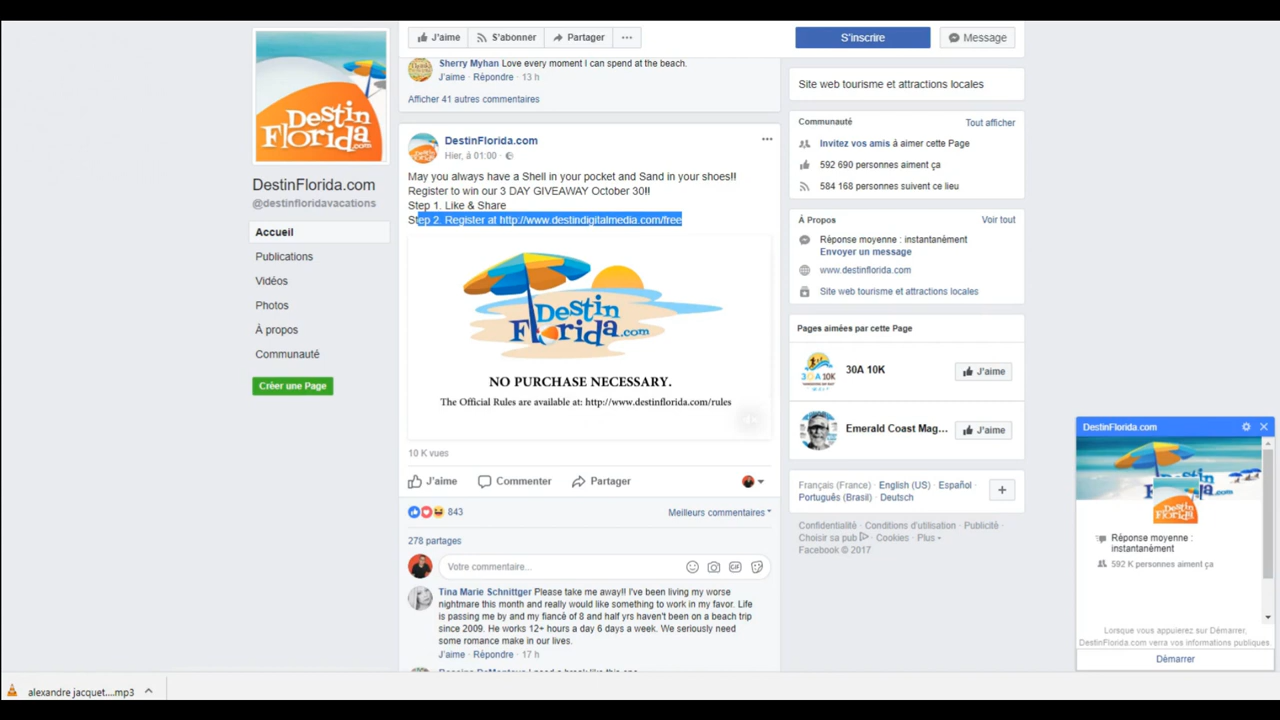 Destin
Florida
.com
DestinFlorida.com
@destinfloridavacations
Accueil
Publications
Vidéos
Photos
À propos
Communauté
Créer une Page
J'aime
S'abonner
Partager
S'inscrire
Message
Sherry Myhan Love every moment I can spend at the beach.
J'aime · Répondre · 13 h
Afficher 41 autres commentaires
DestinFlorida.com
Hier, à 01:00 ·
May you always have a Shell in your pocket and Sand in your shoes!!
Register to win our 3 DAY GIVEAWAY October 30!!
Step 1. Like & Share
Step 2. Register at http://www.destindigitalmedia.com/free
Destin
Florida.com
NO PURCHASE NECESSARY.
The Official Rules are available at: http://www.destinflorida.com/rules
10 K vues
J'aime
Commenter
Partager
843
Meilleurs commentaires
278 partages
Votre commentaire...
GIF
Tina Marie Schnittger Please take me away!! I've been living my worse
nightmare this month and really would like something to work in my favor. Life
is passing me by and my fiancé of 8 and half yrs haven't been on a beach trip
since 2009. He works 12+ hours a day 6 days a week. We seriously need
some romance make in our lives.
J'aime · Répondre · 17 h
Site web tourisme et attractions locales
Communauté
Tout afficher
Invitez vos amis à aimer cette Page
592 690 personnes aiment ça
584 168 personnes suivent ce lieu
À Propos
Voir tout
Réponse moyenne : instantanément
Envoyer un message
www.destinflorida.com
Site web tourisme et attractions locales
Pages aimées par cette Page
30A 10K
30A 10K
J'aime
Emerald Coast Mag...
J'aime
Français (France) · English (US) · Español ·
Português (Brasil) · Deutsch
Confidentialité · Conditions d'utilisation · Publicité ·
Choisir sa pub · Cookies · Plus
Facebook © 2017
DestinFlorida.com
Destin
Florida
Réponse moyenne :
instantanément
592 K personnes aiment ça
Lorsque vous appuierez sur Démarrer,
DestinFlorida.com verra vos informations publiques
Démarrer
alexandre jacquet....mp3